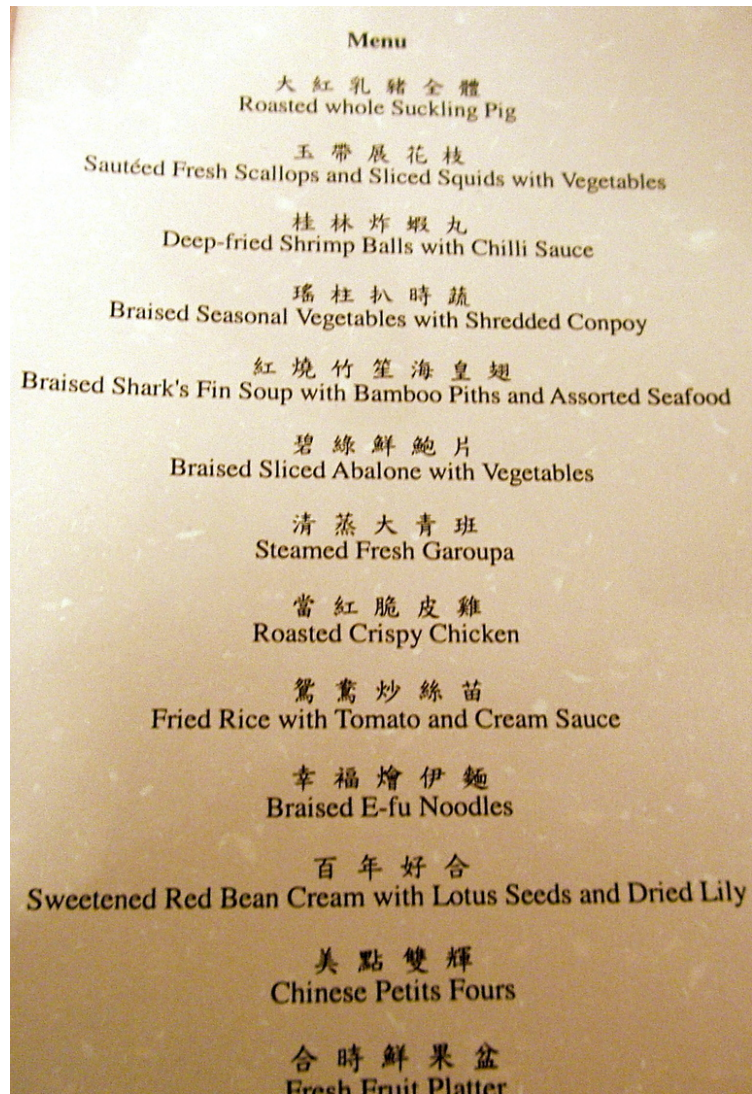 Menu
大紅乳豬全體
Roasted whole Suckling Pig
玉帶展花枝
Sautéed Fresh Scallops and Sliced Squids with Vegetables
桂林炸蝦丸
Deep-fried Shrimp Balls with Chilli Sauce
瑤柱扒時蔬
Braised Seasonal Vegetables with Shredded Conpoy
紅燒竹笙海皇翅
Braised Shark's Fin Soup with Bamboo Piths and Assorted Seafood
碧綠鮮鮑片
Braised Sliced Abalone with Vegetables
清蒸大青班
Steamed Fresh Garoupa
當紅脆皮雞
Roasted Crispy Chicken
鴛鴦炒絲苗
Fried Rice with Tomato and Cream Sauce
幸福燴伊麵
Braised E-fu Noodles
百年好合
Sweetened Red Bean Cream with Lotus Seeds and Dried Lily
美點雙輝
Chinese Petits Fours
合時鮮果盆
Fresh Fruit Platter